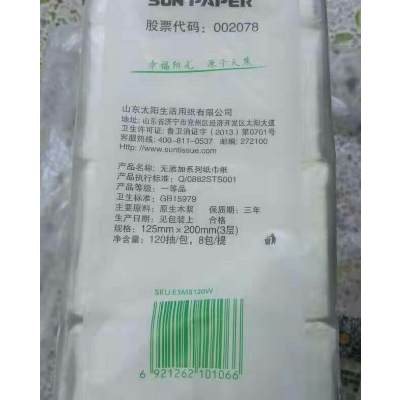 SUN PAPER
股票代码：002078
幸福阳光 源于天然
山东太阳生活用纸有限公司
地址：山东省济宁市兖州区经济开发区太阳大道
卫生许可证：鲁卫消证字（2013）第0701号
客服热线：400-811-0537 邮编：272100
http://www.suntissue.com
产品名称：无添加系列纸巾纸
产品执行标准：Q/0882STS001
产品等级：一等品
卫生标准：GB15979
主要原料：原生木浆 保质期：三年
生产日期：见包装上 合格
规格：125mm×200mm(3层)
含量：120抽/包，8包/提
SKU:E3M8120W
6 921262 101066